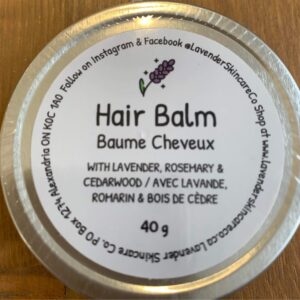 Follow on Instagram & Facebook @LavenderSkincareCo Shop at www.lavenderskincareco.ca Lavender Skincare Co. PO Box 1274 Alexandria ON K0C 1A0
Hair Balm
Baume Cheveux
WITH LAVENDER, ROSEMARY &
CEDARWOOD / AVEC LAVANDE,
ROMARIN & BOIS DE CÈDRE
40 g